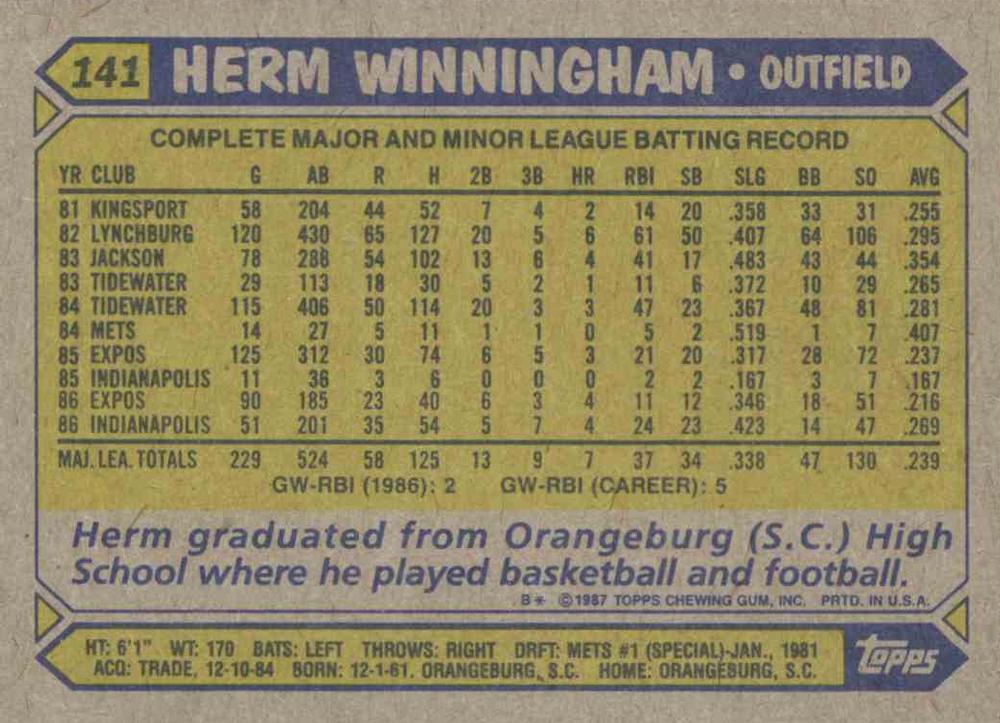 141 HERM WINNINGHAM • OUTFIELD
COMPLETE MAJOR AND MINOR LEAGUE BATTING RECORD
YR CLUB G AB R H 2B 3B HR RBI SB SLG BB SO AVG
81 KINGSPORT 58 204 44 52 7 4 2 14 20 .358 33 31 .255
82 LYNCHBURG 120 430 65 127 20 5 6 61 50 .407 64 106 .295
83 JACKSON 78 288 54 102 13 6 4 41 17 .483 43 44 .354
83 TIDEWATER 29 113 18 30 5 2 1 11 6 .372 10 29 .265
84 TIDEWATER 115 406 50 114 20 3 3 47 23 .367 48 81 .281
84 METS 14 27 5 11 1 1 0 5 2 .519 1 7 .407
85 EXPOS 125 312 30 74 6 5 3 21 20 .317 28 72 .237
85 INDIANAPOLIS 11 36 3 6 0 0 0 2 2 .167 3 7 .167
86 EXPOS 90 185 23 40 6 3 4 11 12 .346 18 51 .216
86 INDIANAPOLIS 51 201 35 54 5 7 4 24 23 .423 14 47 .269
MAJ. LEA. TOTALS 229 524 58 125 13 9 7 37 34 .338 47 130 .239
GW-RBI (1986): 2 GW-RBI (CAREER): 5
Herm graduated from Orangeburg (S.C.) High
School where he played basketball and football.
B* ©1987 TOPPS CHEWING GUM, INC. PRTD. IN U.S.A.
HT: 6'1" WT: 170 BATS: LEFT THROWS: RIGHT DRFT: METS #1 (SPECIAL)-JAN., 1981
ACQ: TRADE, 12-10-84 BORN: 12-1-61, ORANGEBURG, S.C. HOME: ORANGEBURG, S.C.
Topps